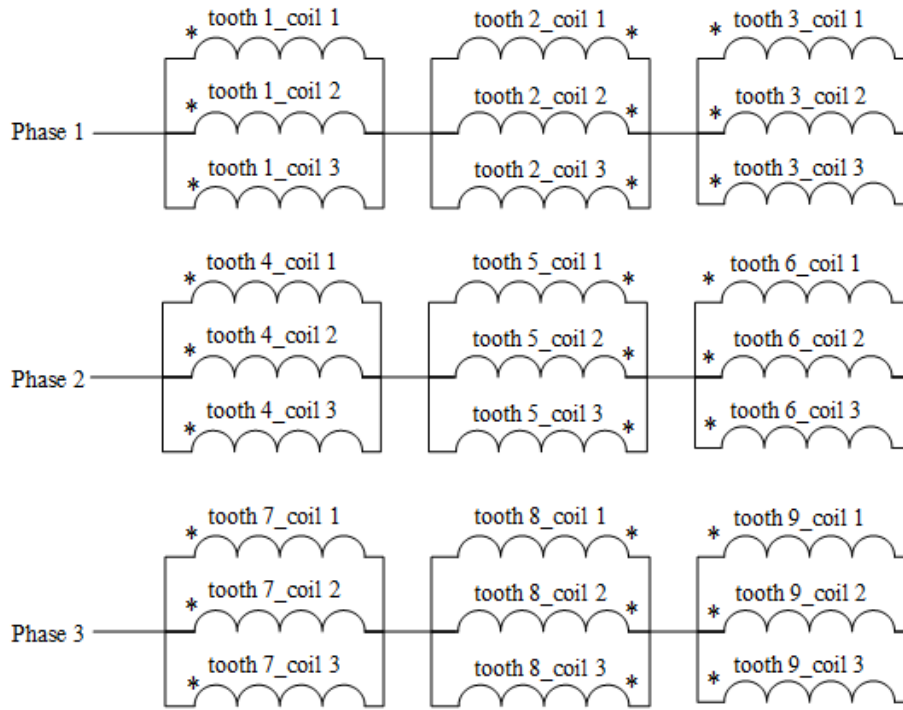 * tooth 1_coil 1 tooth 2_coil 1 * * tooth 3_coil 1
* tooth 1_coil 2 tooth 2_coil 2 * * tooth 3_coil 2
Phase 1
* tooth 1_coil 3 tooth 2_coil 3 * * tooth 3_coil 3
* tooth 4_coil 1 tooth 5_coil 1 * * tooth 6_coil 1
* tooth 4_coil 2 tooth 5_coil 2 * * tooth 6_coil 2
Phase 2
* tooth 4_coil 3 tooth 5_coil 3 * * tooth 6_coil 3
* tooth 7_coil 1 tooth 8_coil 1 * * tooth 9_coil 1
* tooth 7_coil 2 tooth 8_coil 2 * * tooth 9_coil 2
Phase 3
* tooth 7_coil 3 tooth 8_coil 3 * * tooth 9_coil 3